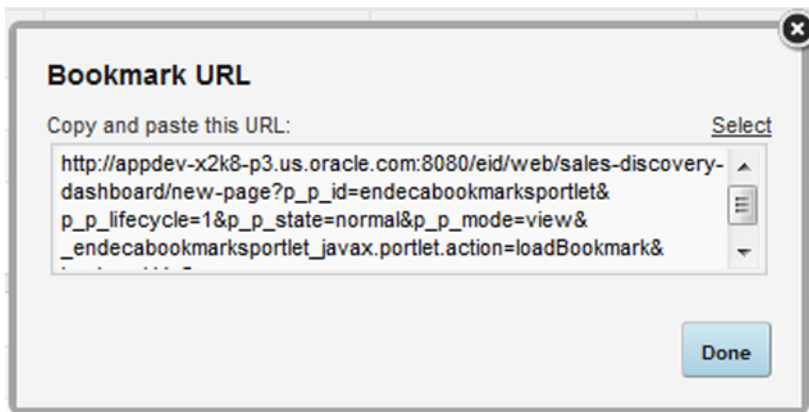 Bookmark URL
Copy and paste this URL:
Select
http://appdev-x2k8-p3.us.oracle.com:8080/eid/web/sales-discovery-
dashboard/new-page?p_p_id=endecabookmarksportlet&
p_p_lifecycle=1&p_p_state=normal&p_p_mode=view&
_endecabookmarksportlet_javax.portlet.action=loadBookmark&
Done